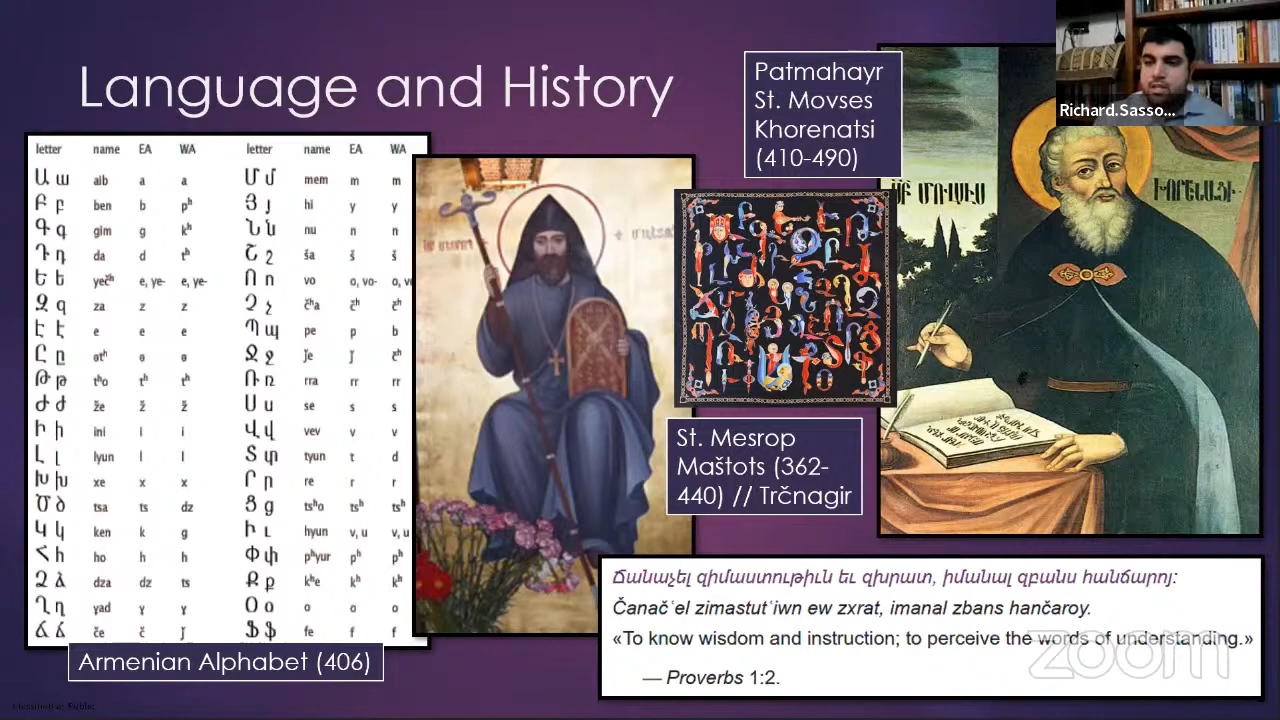 Language and History
letter name EA WA letter name EA WA
Ա ա aib a a Մ մ mem m m
Բ բ ben b pʰ Յ յ hi y y
Գ գ gim g kʰ Ն ն nu n n
Դ դ da d tʰ Շ շ ša š š
Ե ե yečʰ e, ye- e, ye- Ո ո vo o, vo- o, vo
Զ զ za z z Չ չ čʰa čʰ čʰ
Է է e e e Պ պ pe p b
Ը ը ətʰ ə ə Ջ ջ ǰe ǰ čʰ
Թ թ tʰo tʰ tʰ Ռ ռ rra rr rr
Ժ ժ že ž ž Ս ս se s s
Ի ի ini i i Վ վ vev v v
Լ լ lyun l l Տ տ tyun t d
Խ խ xe x x Ր ր re r r
Ծ ծ tsa ts dz Ց ց tsʰo tsʰ tsʰ
Կ կ ken k g Ւ ւ hyun v, u v, u
Հ հ ho h h Փ փ pʰyur pʰ pʰ
Ձ ձ dza dz ts Ք ք kʰe kʰ kʰ
Ղ ղ γad γ γ Օ օ o o o
Ճ ճ če č ǰ Ֆ ֆ fe f f
Armenian Alphabet (406)
Patmahayr
St. Movses
Khorenatsi
(410-490)
Richard.Sasso...
St. Mesrop
Maštots (362-
440) // Trčnagir
Ճանաչել զիմաստութիւն եւ զխրատ, իմանալ զբանս հանճարոյ:
Čanačʿel zimastutʿiwn ew zxrat, imanal zbans hančaroy.
«To know wisdom and instruction; to perceive the words of understanding.»
— Proverbs 1:2.
zoom